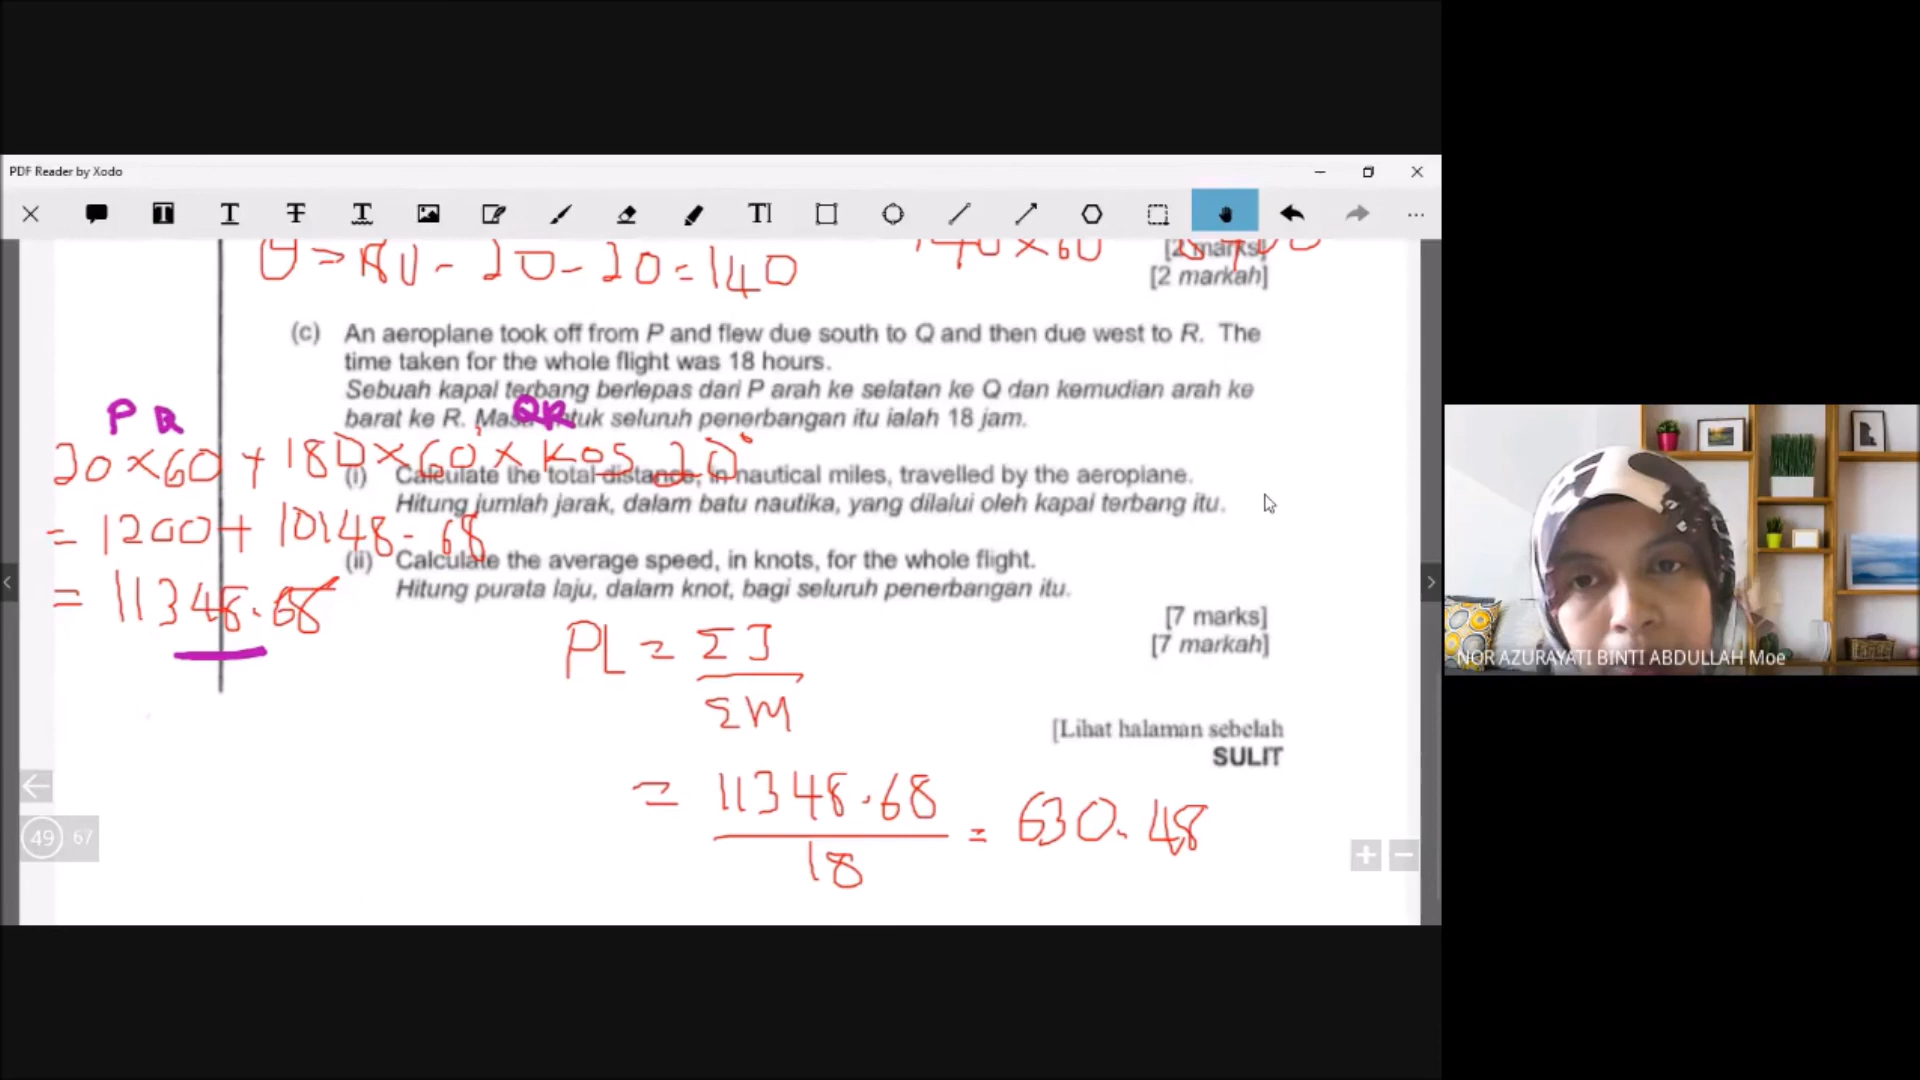 PDF Reader by Xodo
θ = 180 - 20 - 20 = 140
140 × 60
[2 marks]
[2 markah]
(c) An aeroplane took off from P and flew due south to Q and then due west to R. The
time taken for the whole flight was 18 hours.
Sebuah kapal terbang berlepas dari P arah ke selatan ke Q dan kemudian arah ke
barat ke R. Masa untuk seluruh penerbangan itu ialah 18 jam.
QR
20 × 60 + 180 × 60' × kos 20°
(i) Calculate the total distance, in nautical miles, travelled by the aeroplane.
Hitung jumlah jarak, dalam batu nautika, yang dilalui oleh kapal terbang itu.
= 1200 + 10148.68
(ii) Calculate the average speed, in knots, for the whole flight.
Hitung purata laju, dalam knot, bagi seluruh penerbangan itu.
= 11348.68
[7 marks]
[7 markah]
PL = ΣJ
ΣM
[Lihat halaman sebelah
SULIT
= 11348.68
18
= 630.48
49 67
NOR AZURAYATI BINTI ABDULLAH Moe